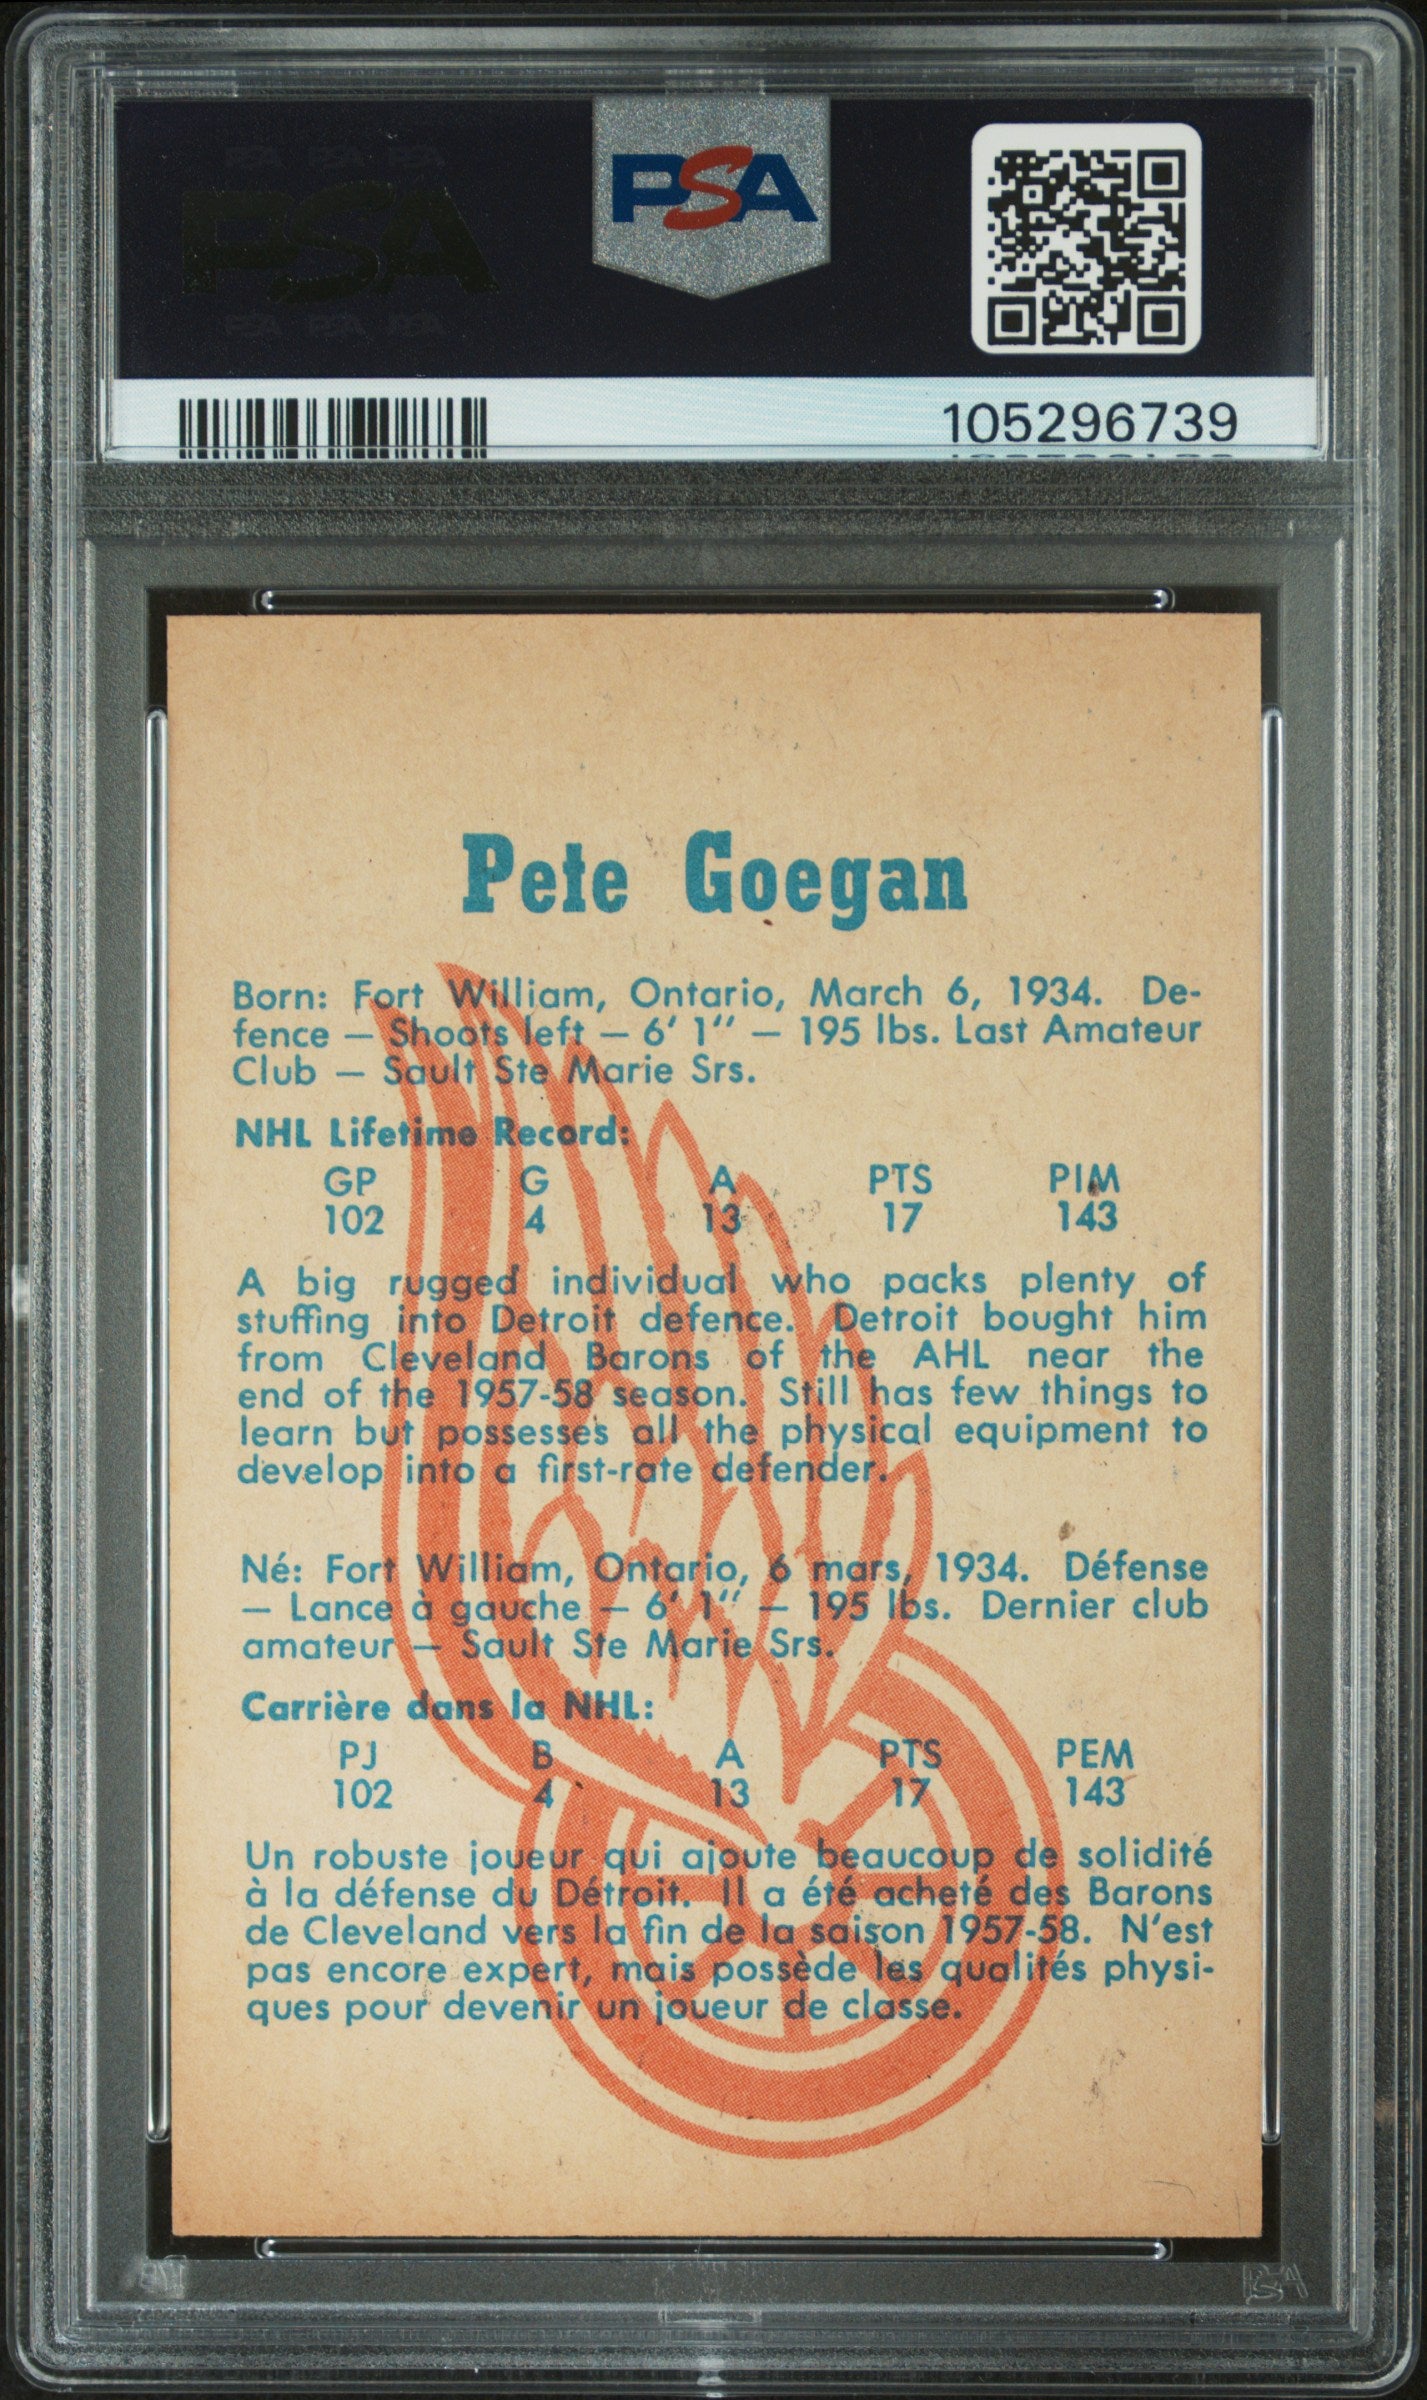 PSA PSA PSA
PSA
PSA PSA PSA
PSA
105296739
Pete Goegan
Born: Fort William, Ontario, March 6, 1934. De-
fence — Shoots left — 6' 1" — 195 lbs. Last Amateur
Club — Sault Ste Marie Srs.
NHL Lifetime Record:
GP G A PTS PIM
102 4 13 17 143
A big rugged individual who packs plenty of
stuffing into Detroit defence. Detroit bought him
from Cleveland Barons of the AHL near the
end of the 1957-58 season. Still has few things to
learn but possesses all the physical equipment to
develop into a first-rate defender.
Né: Fort William, Ontario, 6 mars, 1934. Défense
— Lance à gauche — 6' 1" — 195 lbs. Dernier club
amateur — Sault Ste Marie Srs.
Carrière dans la NHL:
PJ B A PTS PEM
102 4 13 17 143
Un robuste joueur qui ajoute beaucoup de solidité
à la défense du Détroit. Il a été acheté des Barons
de Cleveland vers la fin de la saison 1957-58. N'est
pas encore expert, mais possède les qualités physi-
ques pour devenir un joueur de classe.
PSA